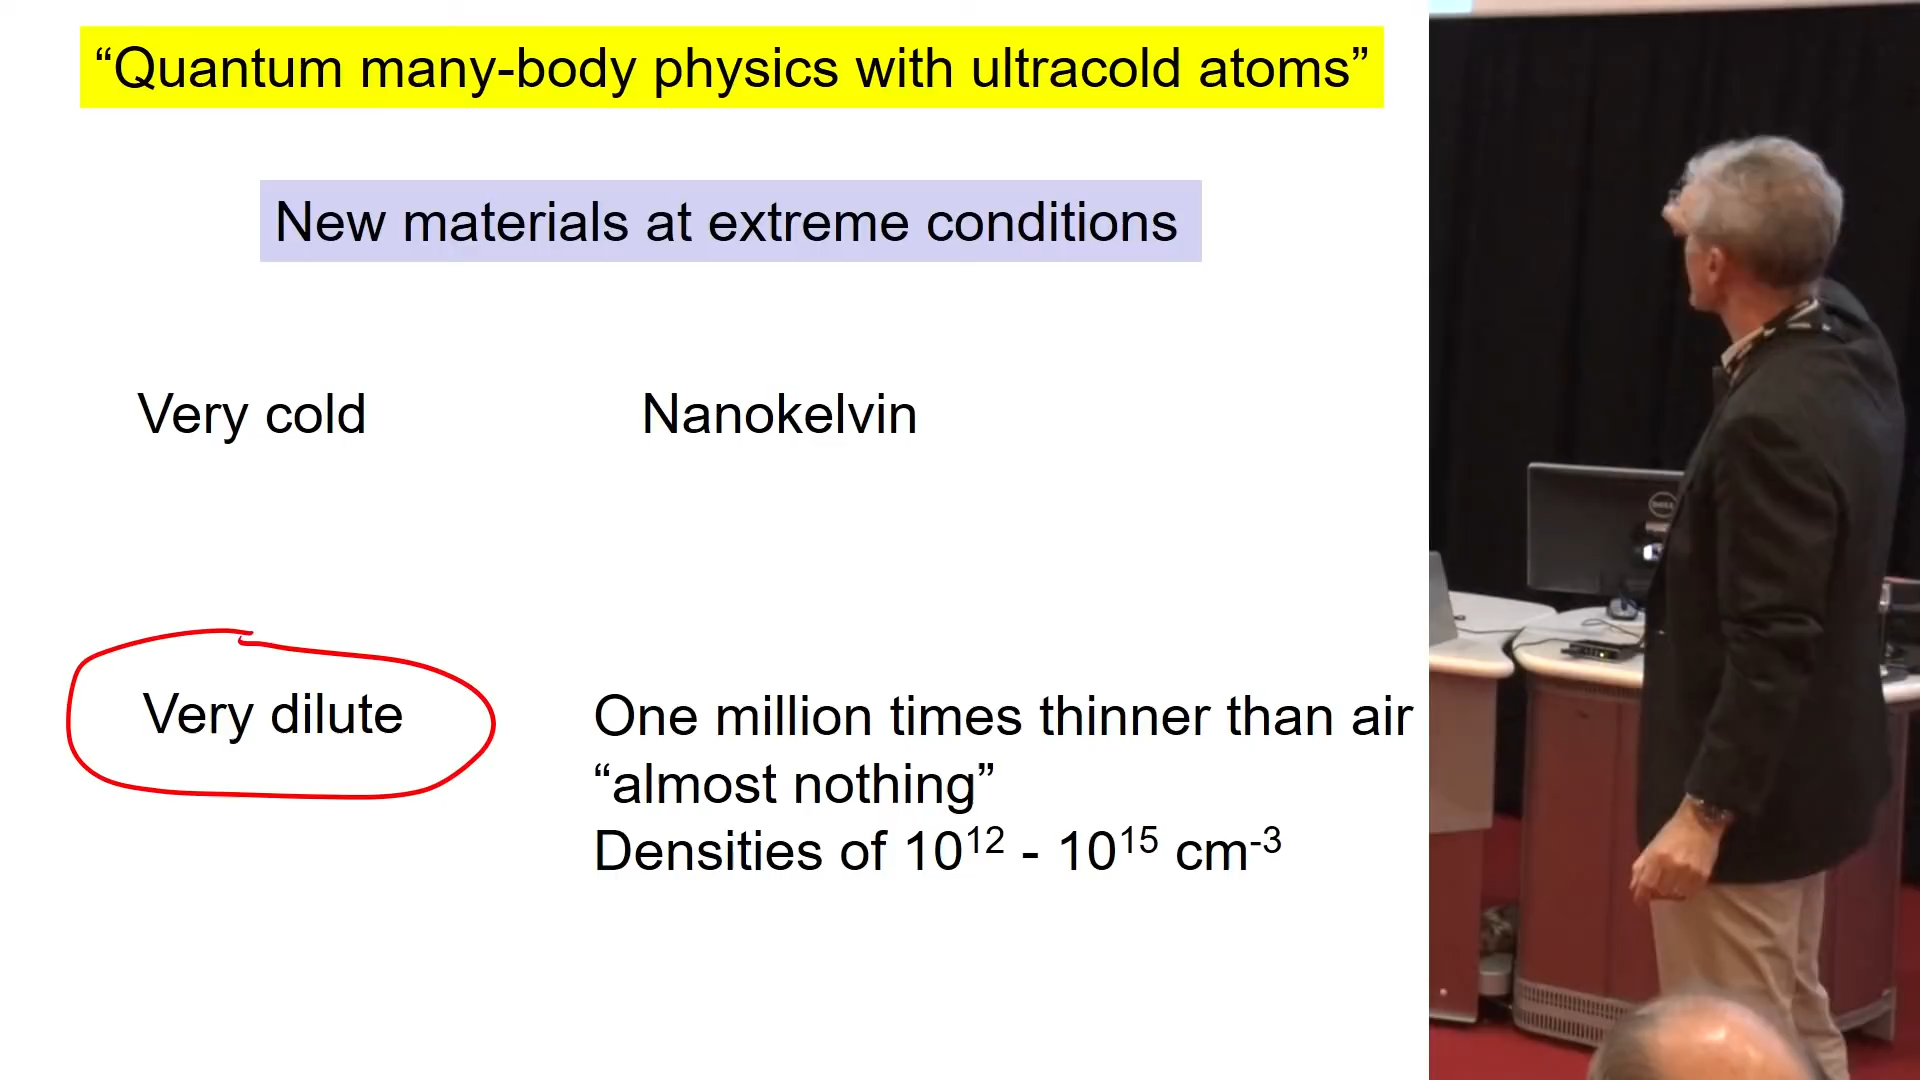 “Quantum many-body physics with ultracold atoms”
New materials at extreme conditions
Very cold Nanokelvin
Very dilute One million times thinner than air
“almost nothing”
Densities of 10¹² - 10¹⁵ cm⁻³
DELL